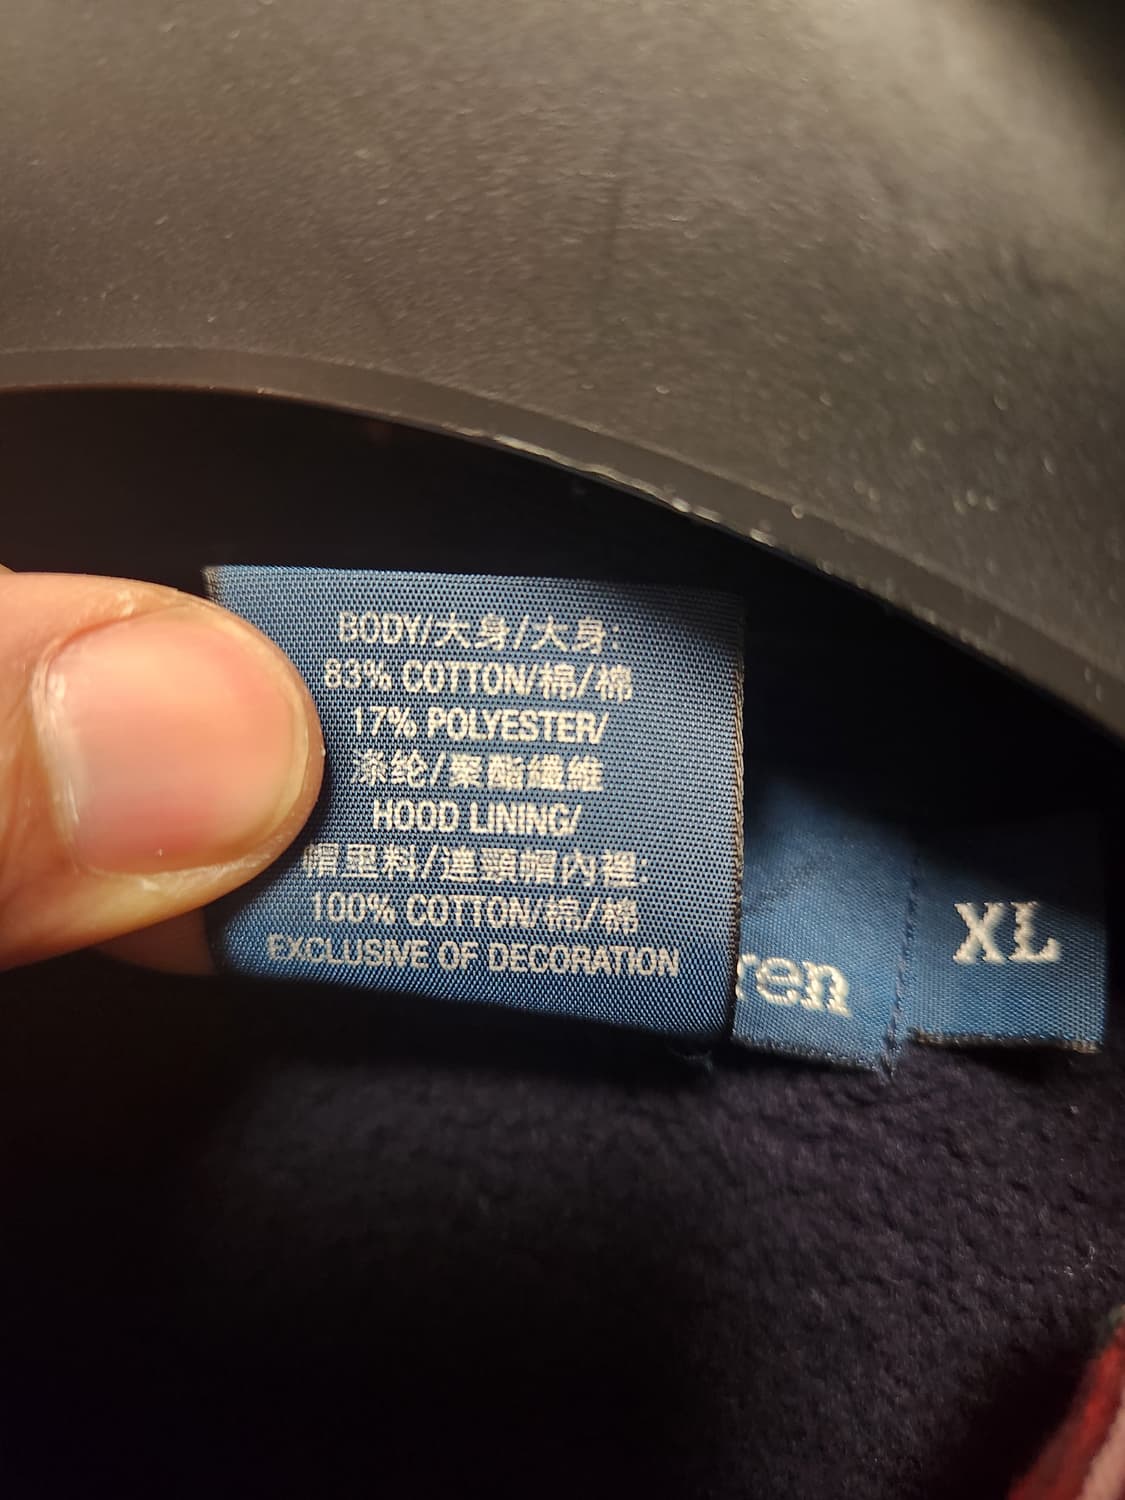 BODY/大身/大身:
83% COTTON/棉/棉
17% POLYESTER/
涤纶/聚酯纖維
HOOD LINING/
帽里料/連頭帽內裡:
100% COTTON/棉/棉
EXCLUSIVE OF DECORATION
ren
XL